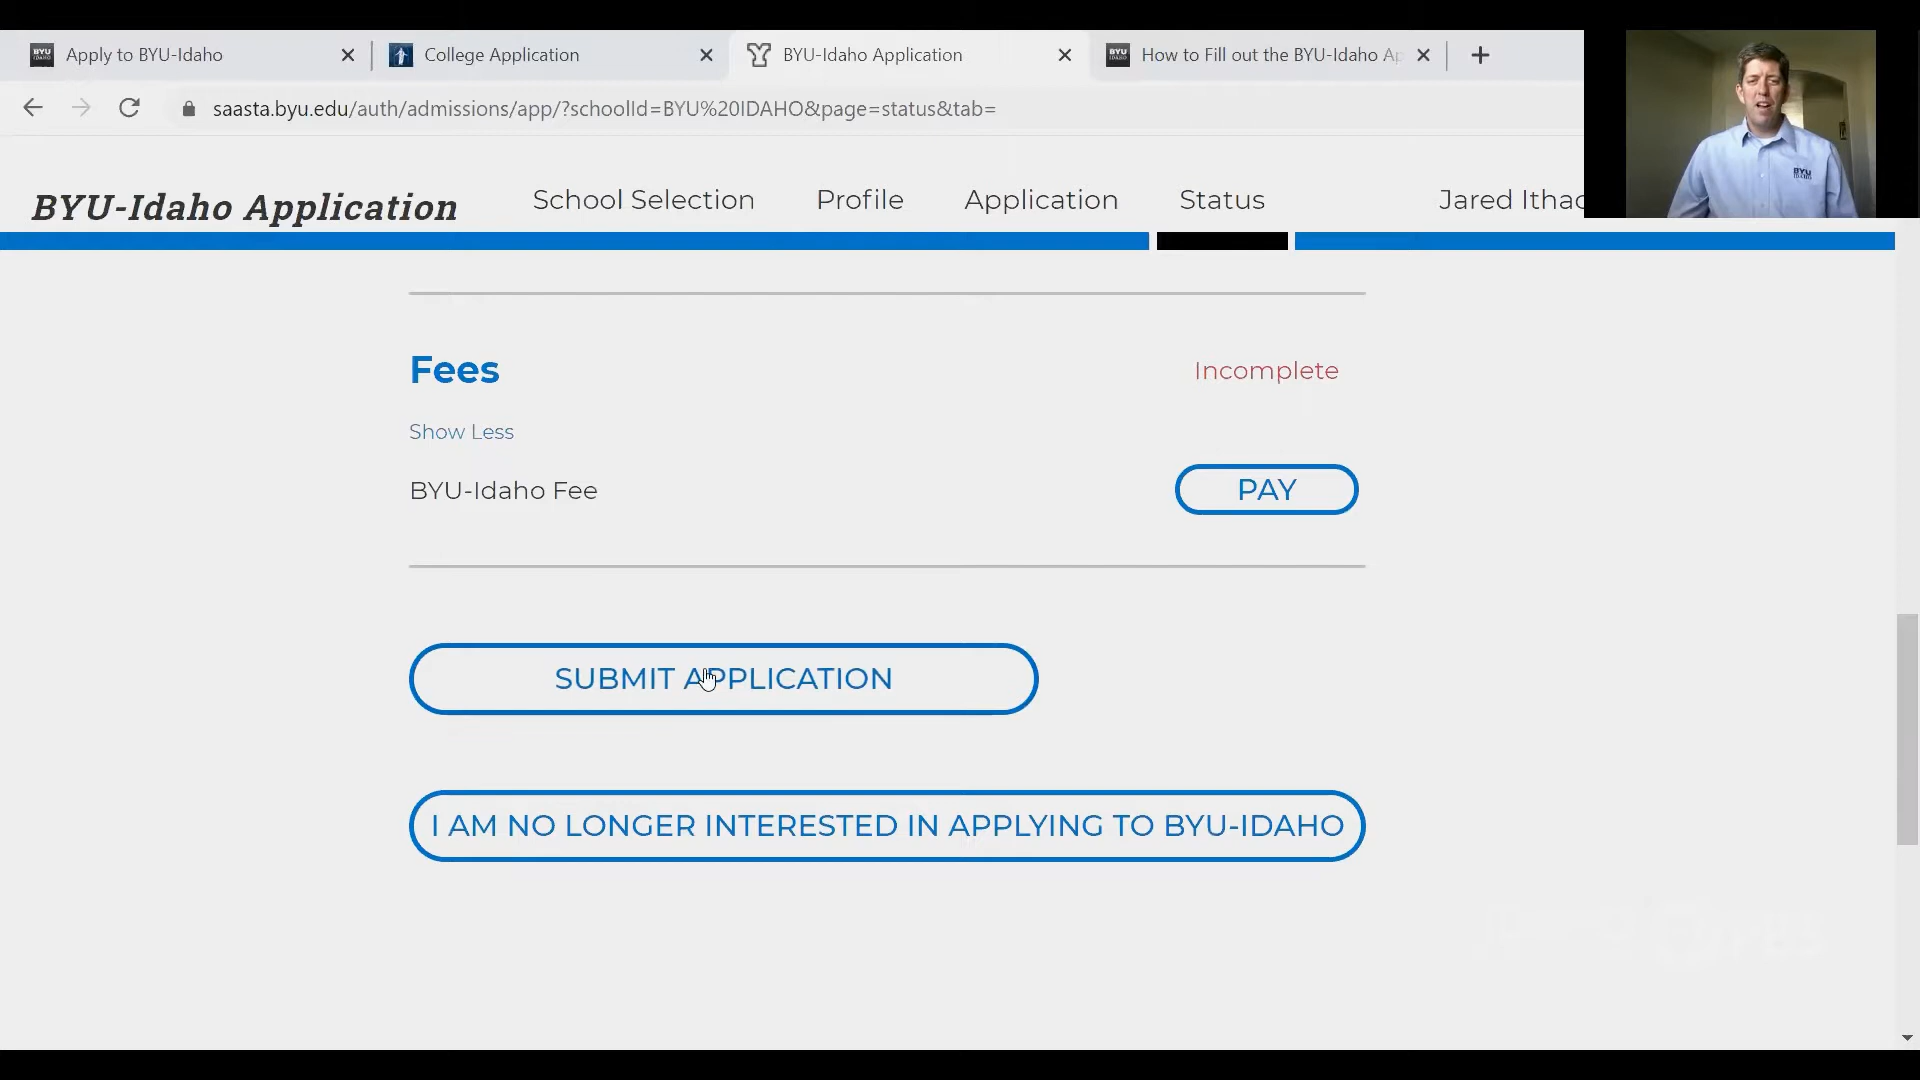 Apply to BYU-Idaho
College Application
BYU-Idaho Application
How to Fill out the BYU-Idaho Ap
saasta.byu.edu/auth/admissions/app/?schoolId=BYU%20IDAHO&page=status&tab=
BYU-Idaho Application
School Selection
Profile
Application
Status
Jared Ithac
BYU
IDAHO
Fees
Incomplete
Show Less
BYU-Idaho Fee
PAY
SUBMIT APPLICATION
I AM NO LONGER INTERESTED IN APPLYING TO BYU-IDAHO